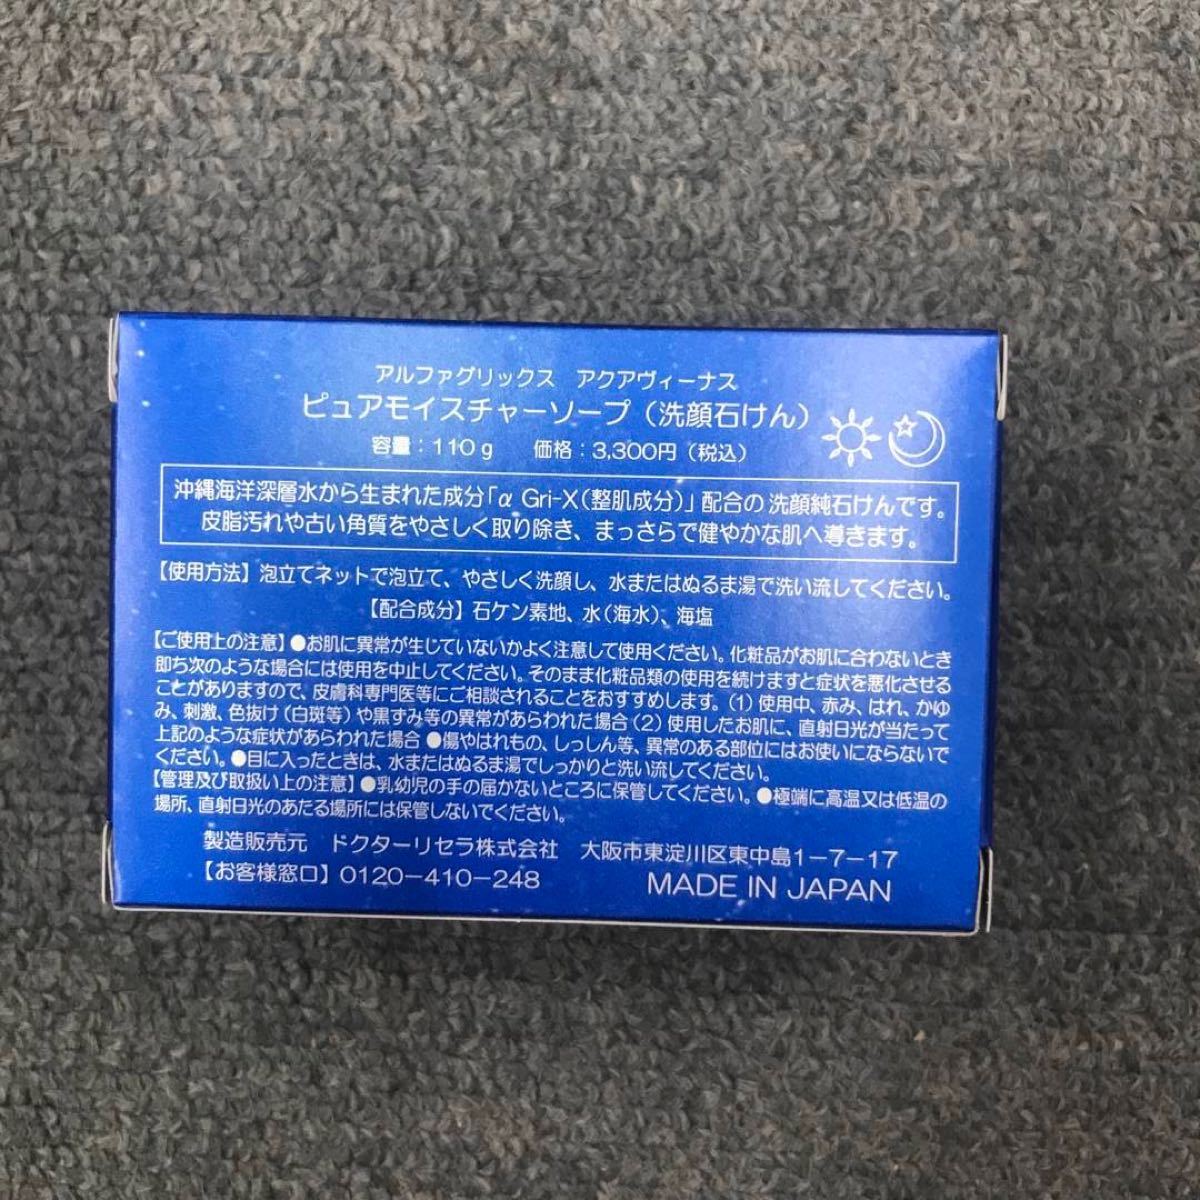 アルファグリックス　アクアヴィーナス
ピュアモイスチャーソープ（洗顔石けん）
容量：110g　価格：3,300円（税込）
沖縄海洋深層水から生まれた成分「α Gri-X（整肌成分）」配合の洗顔純石けんです。
皮脂汚れや古い角質をやさしく取り除き、まっさらで健やかな肌へ導きます。
【使用方法】泡立てネットで泡立て、やさしく洗顔し、水またはぬるま湯で洗い流してください。
【配合成分】石ケン素地、水（海水）、海塩
【ご使用上の注意】●お肌に異常が生じていないかよく注意して使用ください。化粧品がお肌に合わないとき
即ち次のような場合には使用を中止してください。そのまま化粧品類の使用を続けますと症状を悪化させる
ことがありますので、皮膚科専門医等にご相談されることをおすすめします。（1）使用中、赤み、はれ、かゆ
み、刺激、色抜け（白斑等）や黒ずみ等の異常があらわれた場合（2）使用したお肌に、直射日光が当たって
上記のような症状があらわれた場合 ●傷やはれもの、しっしん等、異常のある部位にはお使いにならないで
ください。●目に入ったときは、水またはぬるま湯でしっかりと洗い流してください。
【管理及び取扱い上の注意】●乳幼児の手の届かないところに保管してください。●極端に高温又は低温の
場所、直射日光のあたる場所には保管しないでください。
製造販売元　ドクターリセラ株式会社　大阪市東淀川区東中島1-7-17
【お客様窓口】0120-410-248　MADE IN JAPAN